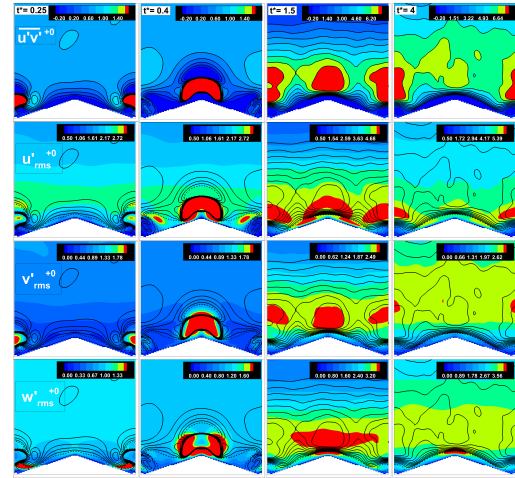 t*= 0.25
-0.20 0.20 0.60 1.00 1.40
u'v' +0
t*= 0.4
-0.20 0.20 0.60 1.00 1.40
t*= 1.5
-0.20 1.40 3.00 4.60 6.20
t*= 4
-0.20 1.51 3.22 4.93 6.64
0.50 1.06 1.61 2.17 2.72
u' rms +0
0.50 1.06 1.61 2.17 2.72
0.50 1.54 2.59 3.63 4.68
0.50 1.72 2.94 4.17 5.39
0.00 0.44 0.89 1.33 1.78
v' rms +0
0.00 0.44 0.89 1.33 1.78
0.00 0.62 1.24 1.87 2.49
0.00 0.66 1.31 1.97 2.62
0.00 0.33 0.67 1.00 1.33
w' rms +0
0.00 0.40 0.80 1.20 1.60
0.00 0.80 1.60 2.40 3.20
0.00 0.89 1.78 2.67 3.56